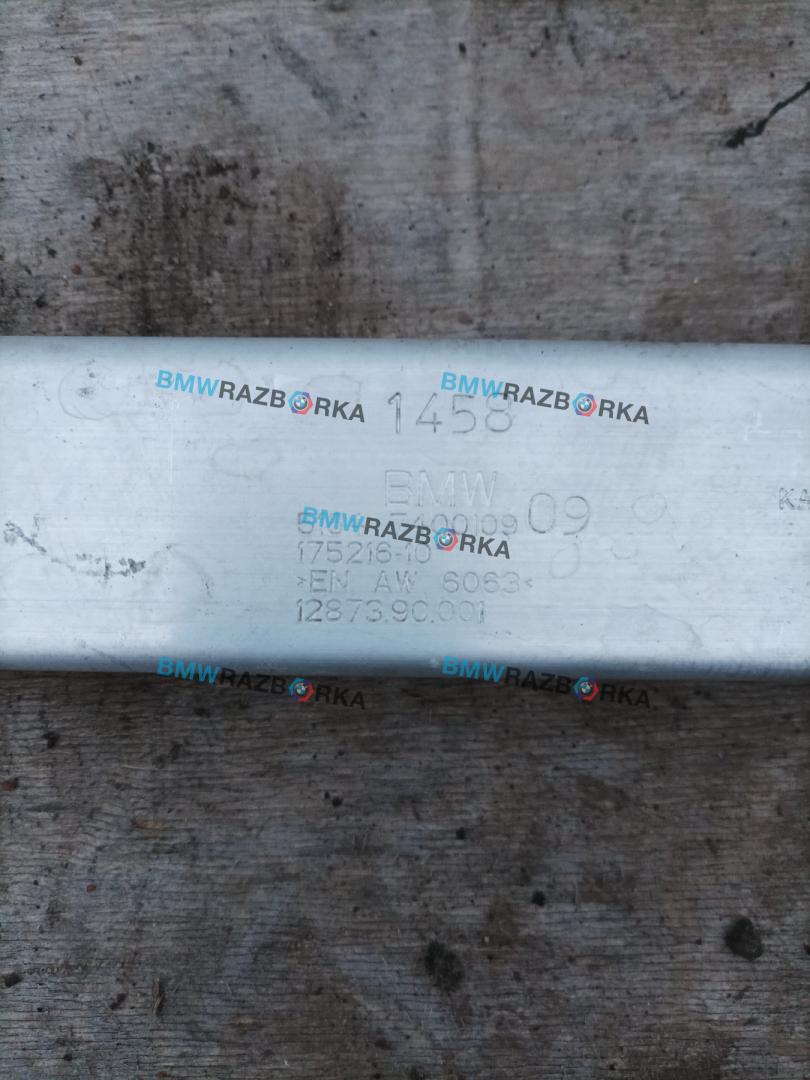 BMWRAZBORKA BMWRAZBORKA
1458
BMW
09
BMWRAZBORKA
175216-10
>EN AW 6063<
12873.90.001
BMWRAZBORKA BMWRAZBORKA